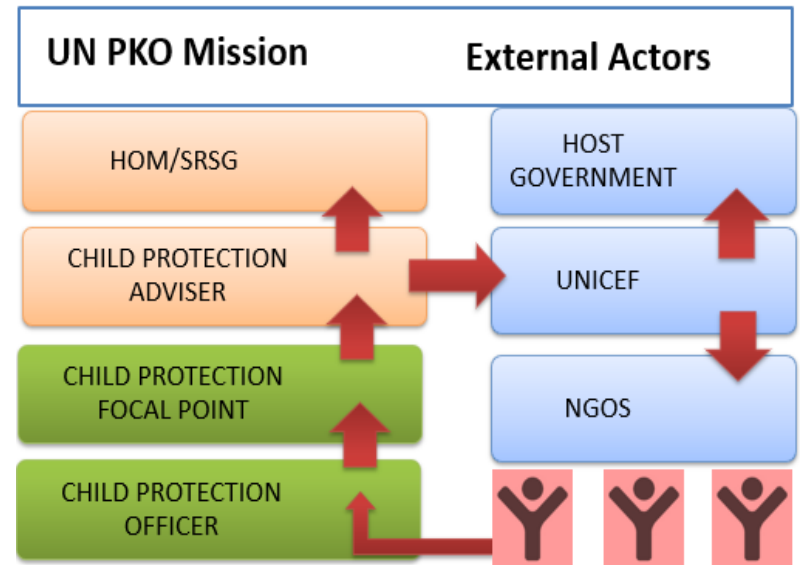 UN PKO Mission
External Actors
HOM/SRSG
CHILD PROTECTION
ADVISER
CHILD PROTECTION
FOCAL POINT
CHILD PROTECTION
OFFICER
HOST
GOVERNMENT
UNICEF
NGOS